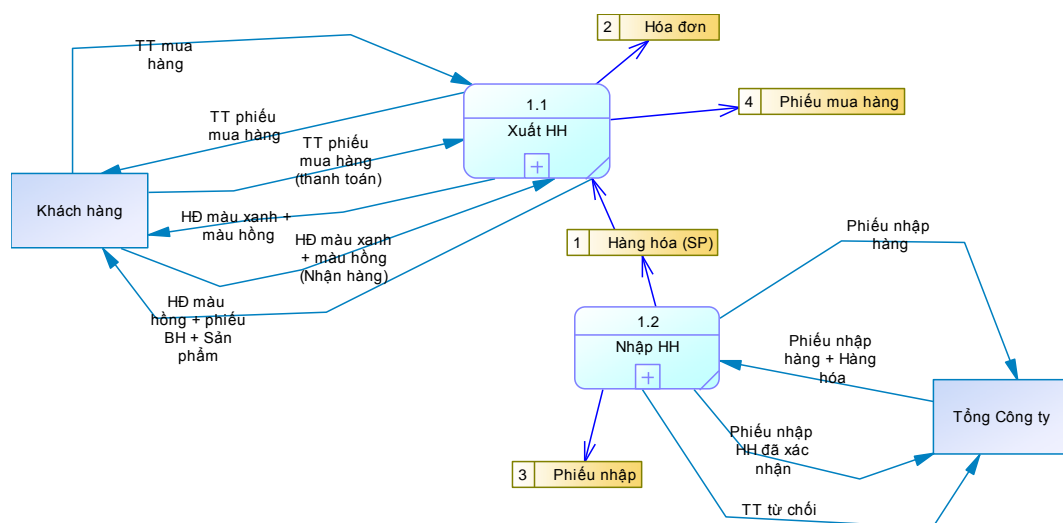 2 Hóa đơn
TT mua
hàng
1.1
4 Phiếu mua hàng
Xuất HH
TT phiếu
mua hàng
TT phiếu
mua hàng
(thanh toán)
Khách hàng
HĐ màu xanh +
màu hồng
HĐ màu xanh
+ màu hồng
(Nhận hàng)
1 Hàng hóa (SP)
Phiếu nhập
hàng
HĐ màu
hồng + phiếu
BH + Sản
phẩm
1.2
Nhập HH
Phiếu nhập
hàng + Hàng
hóa
Tổng Công ty
Phiếu nhập
HH đã xác
nhận
3 Phiếu nhập
TT từ chối